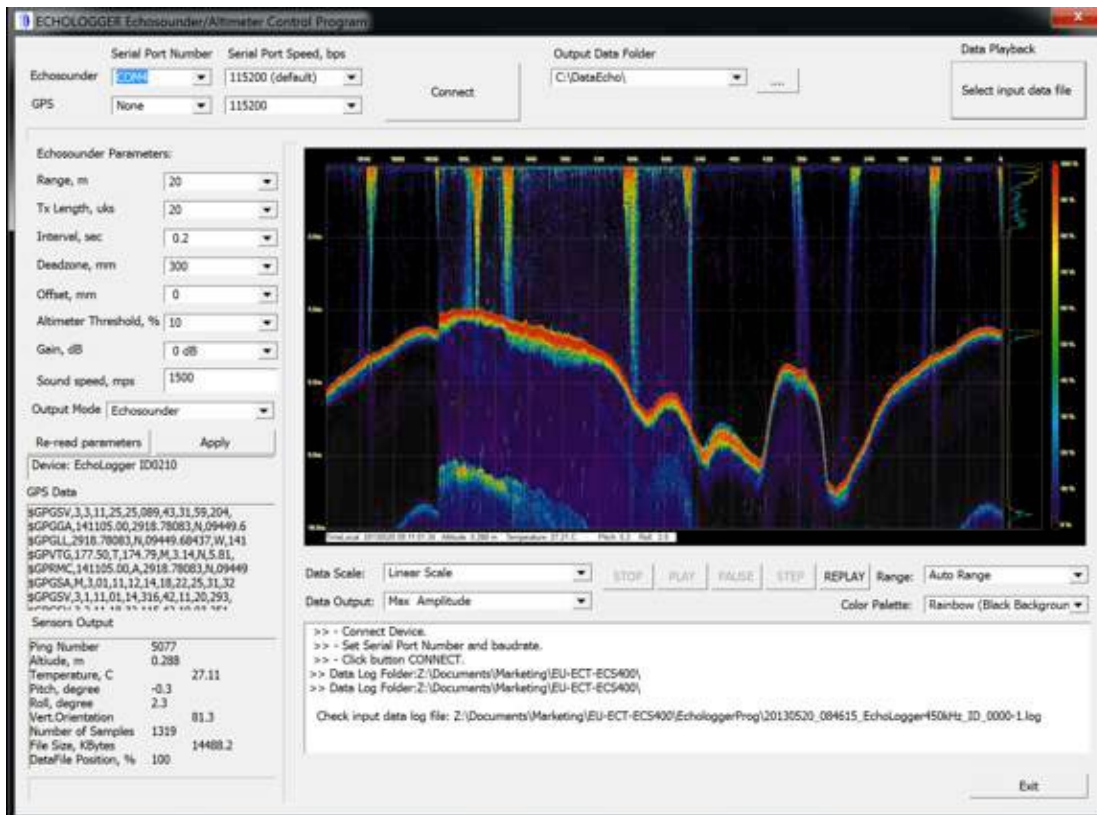 ECHOLOGGER Echosounder/Altimeter Control Program
Serial Port Number Serial Port Speed, bps Output Data Folder Data Playback
Echosounder COM4 115200 (default) Connect C:\DataEcho\ .... Select input data file
GPS None 115200
Echosounder Parameters:
Range, m 20
Tx Length, uks 20
Interval, sec 0.2
Deadzone, mm 300
Offset, mm 0
Altimeter Threshold, % 10
Gain, dB 0 dB
Sound speed, mps 1500
Output Mode Echosounder
Re-read parameters Apply
Device: EchoLogger ID0210
GPS Data
$GPGSV,3,3,11,25,25,089,43,31,59,204,
$GPGGA,141105.00,2918.78083,N,09449.6
$GPGLL,2918.78083,N,09449.68437,W,141
$GPVTG,177.50,T,174.79,M,3.14,N,5.81,
$GPRMC,141105.00,A,2918.78083,N,09449
$GPGSA,M,3,01,11,12,14,18,22,25,31,32
$GPGSV,3,1,11,01,14,316,42,11,20,293,
Sensors Output
Ping Number 5077
Altiude, m 0.288
Temperature, C 27.11
Pitch, degree -0.3
Roll, degree 2.3
Vert.Orientation 81.3
Number of Samples 1319
File Size, KBytes 14488.2
DataFile Position, % 100
Data Scale: Linear Scale STOP PLAY PAUSE STEP REPLAY Range: Auto Range
Data Output: Max Amplitude Color Palette: Rainbow (Black Backgroun
>> - Connect Device.
>> - Set Serial Port Number and baudrate.
>> - Click button CONNECT.
>> Data Log Folder:Z:\Documents\Marketing\EU-ECT-ECS400\
>> Data Log Folder:Z:\Documents\Marketing\EU-ECT-ECS400\
Check input data log file: Z:\Documents\Marketing\EU-ECT-ECS400\EchologgerProg\20130520_084615_EchoLogger450kHz_ID_0000-1.log
Exit